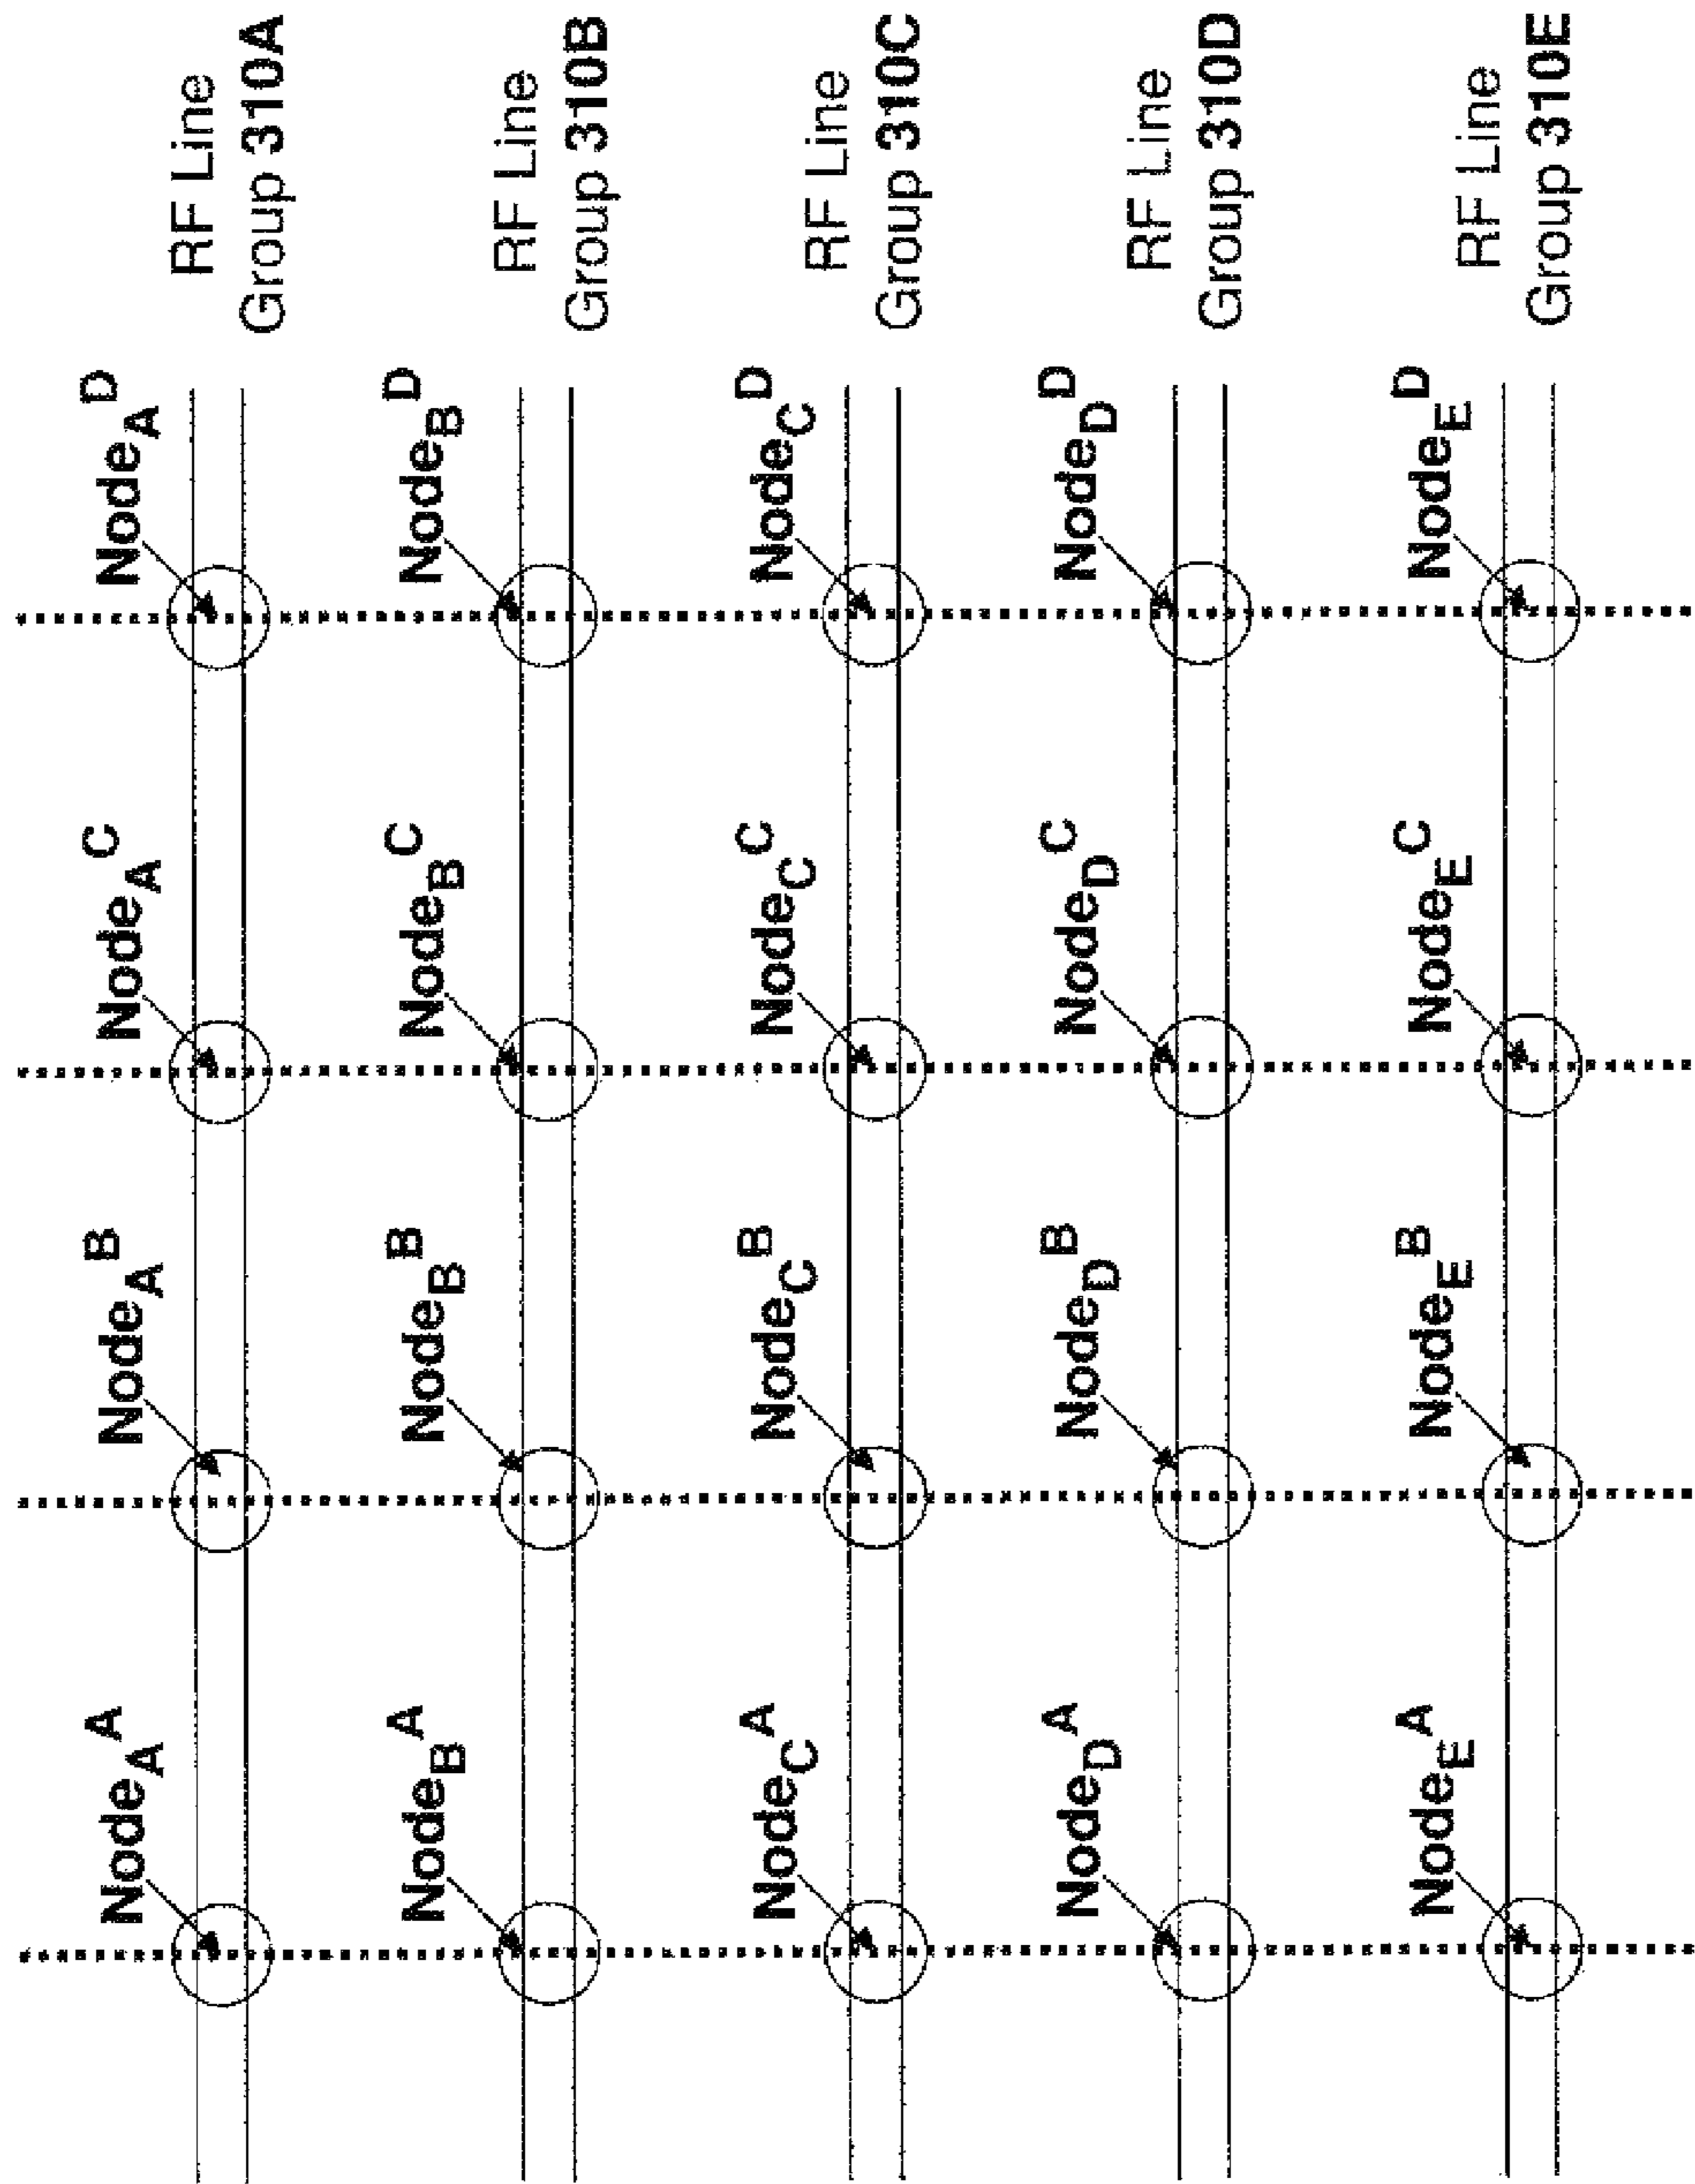 Node_A^A Node_A^B Node_A^C Node_A^D
RF Line
Group 310A
Node_B^A Node_B^B Node_B^C Node_B^D
RF Line
Group 310B
Node_C^A Node_C^B Node_C^C Node_C^D
RF Line
Group 310C
Node_D^A Node_D^B Node_D^C Node_D^D
RF Line
Group 310D
Node_E^A Node_E^B Node_E^C Node_E^D
RF Line
Group 310E